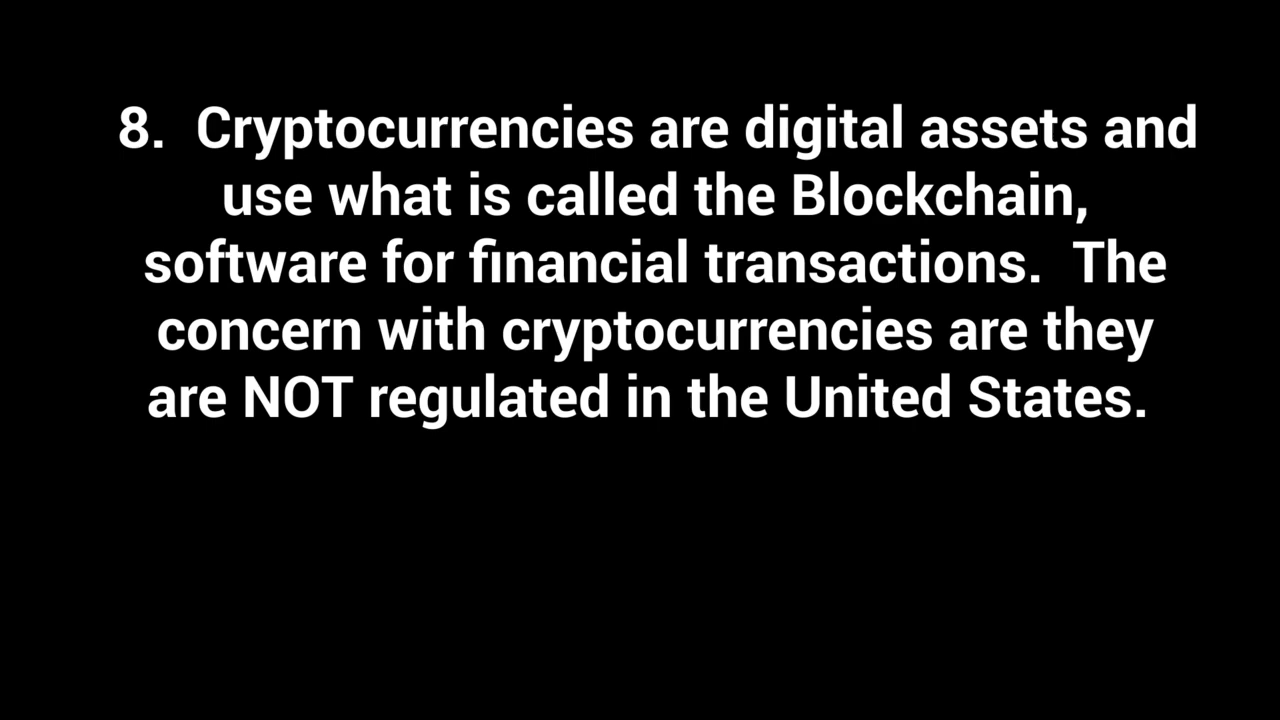 8.  Cryptocurrencies are digital assets and
use what is called the Blockchain,
software for financial transactions.  The
concern with cryptocurrencies are they
are NOT regulated in the United States.